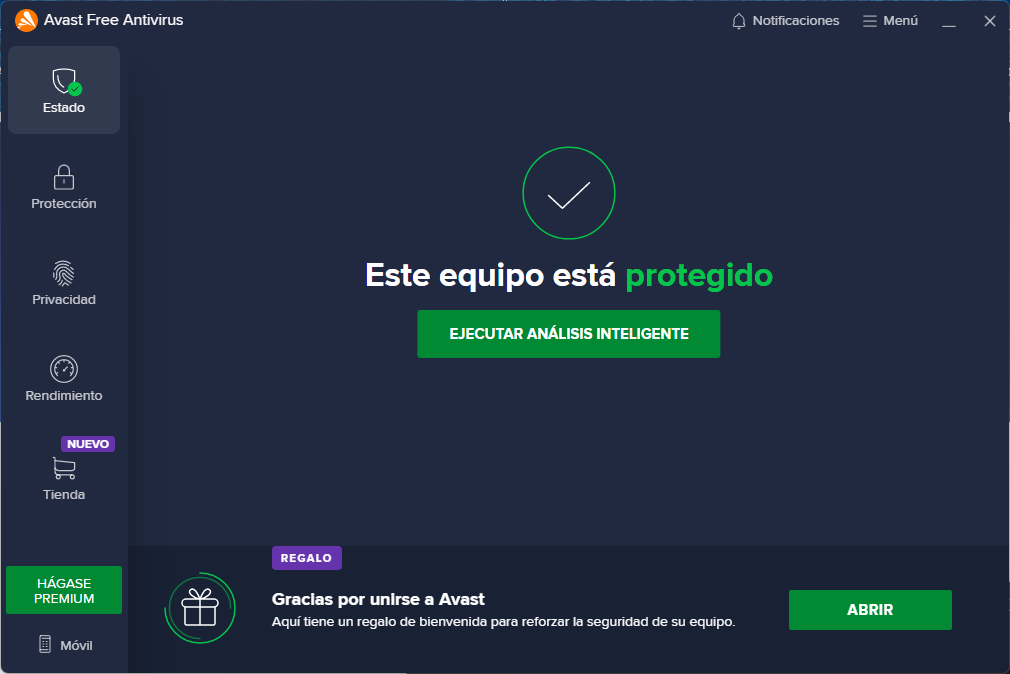 Avast Free Antivirus
Notificaciones
Menú
Estado
Protección
Privacidad
Rendimiento
NUEVO
Tienda
HÁGASE
PREMIUM
Móvil
Este equipo está protegido
EJECUTAR ANÁLISIS INTELIGENTE
REGALO
Gracias por unirse a Avast
Aquí tiene un regalo de bienvenida para reforzar la seguridad de su equipo.
ABRIR